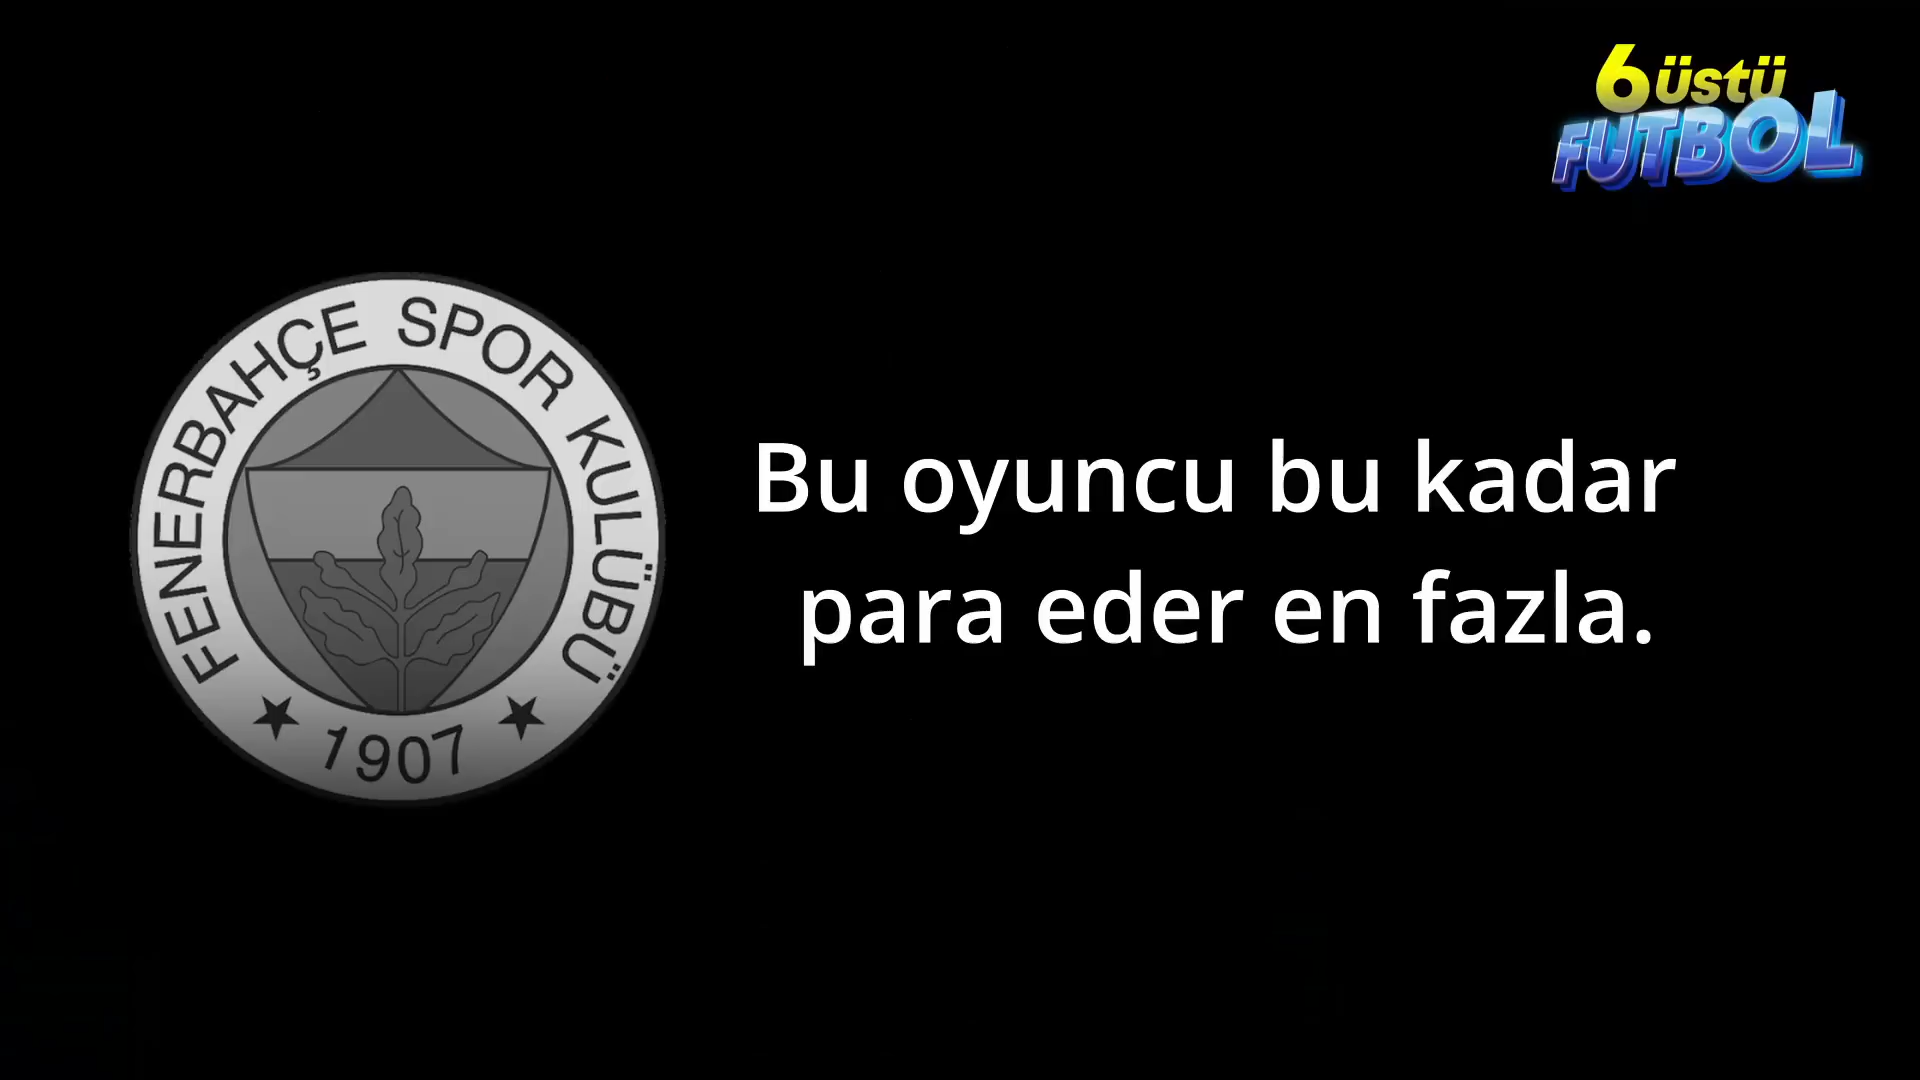 6üstü
FUTBOL
FENERBAHÇE SPOR KULÜBÜ
★ 1907 ★
Bu oyuncu bu kadar
para eder en fazla.